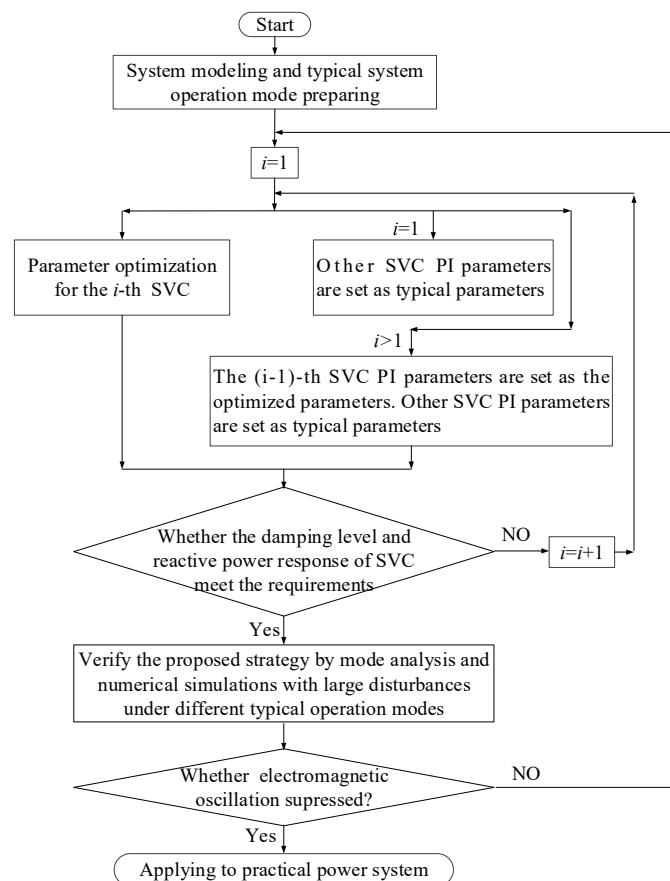 Start
System modeling and typical system
operation mode preparing
i=1
i=1
Parameter optimization
for the i-th SVC
Other SVC PI parameters
are set as typical parameters
i>1
The (i-1)-th SVC PI parameters are set as the
optimized parameters. Other SVC PI parameters
are set as typical parameters
Whether the damping level and
reactive power response of SVC
meet the requirements
NO
i=i+1
Yes
Verify the proposed strategy by mode analysis and
numerical simulations with large disturbances
under different typical operation modes
Whether electromagnetic
oscillation supressed?
NO
Yes
Applying to practical power system